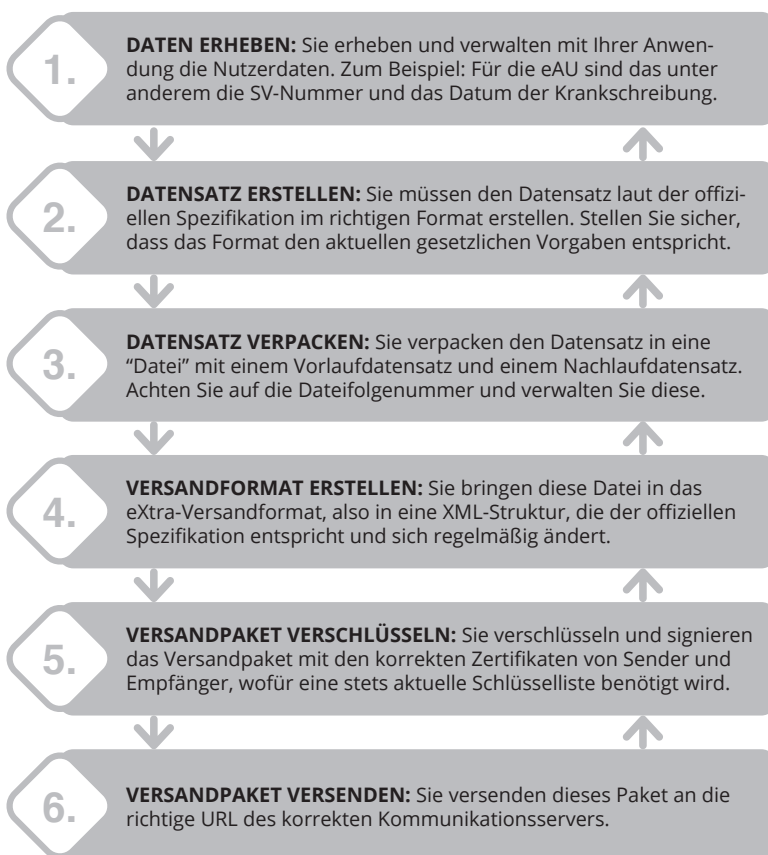 1.
DATEN ERHEBEN: Sie erheben und verwalten mit Ihrer Anwen-
dung die Nutzerdaten. Zum Beispiel: Für die eAU sind das unter
anderem die SV-Nummer und das Datum der Krankschreibung.
2.
DATENSATZ ERSTELLEN: Sie müssen den Datensatz laut der offizi-
ellen Spezifikation im richtigen Format erstellen. Stellen Sie sicher,
dass das Format den aktuellen gesetzlichen Vorgaben entspricht.
3.
DATENSATZ VERPACKEN: Sie verpacken den Datensatz in eine
“Datei” mit einem Vorlaufdatensatz und einem Nachlaufdatensatz.
Achten Sie auf die Dateifolgenummer und verwalten Sie diese.
4.
VERSANDFORMAT ERSTELLEN: Sie bringen diese Datei in das
eXtra-Versandformat, also in eine XML-Struktur, die der offiziellen
Spezifikation entspricht und sich regelmäßig ändert.
5.
VERSANDPAKET VERSCHLÜSSELN: Sie verschlüsseln und signieren
das Versandpaket mit den korrekten Zertifikaten von Sender und
Empfänger, wofür eine stets aktuelle Schlüsselliste benötigt wird.
6.
VERSANDPAKET VERSENDEN: Sie versenden dieses Paket an die
richtige URL des korrekten Kommunikationsservers.